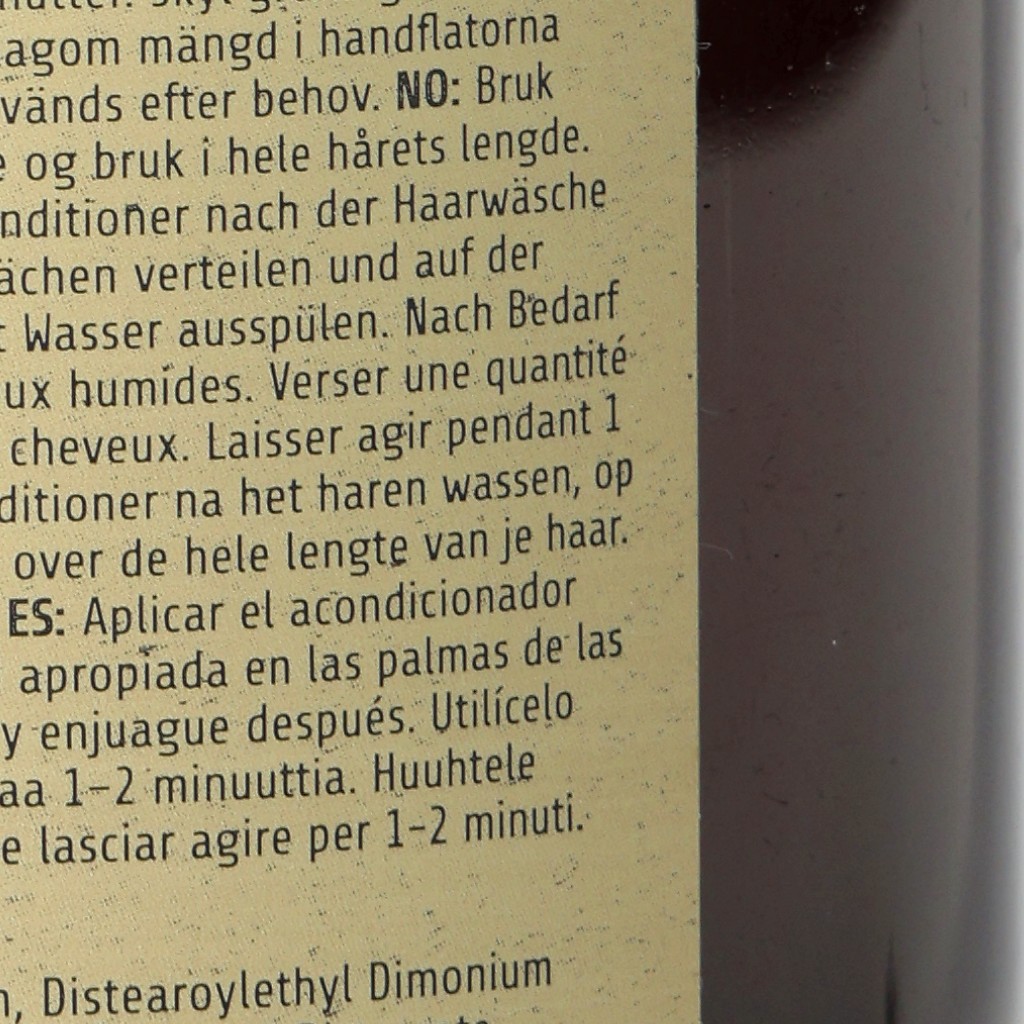 agom mängd i handflatorna
vänds efter behov. NO: Bruk
og bruk i hele hårets lengde.
nditioner nach der Haarwäsche
ächen verteilen und auf der
Wasser ausspülen. Nach Bedarf
ux humides. Verser une quantité
cheveux. Laisser agir pendant 1
ditioner na het haren wassen, op
over de hele lengte van je haar.
ES: Aplicar el acondicionador
apropiada en las palmas de las
y enjuague después. Utilícelo
aa 1–2 minuuttia. Huuhtele
e lasciar agire per 1–2 minuti.
, Distearoylethyl Dimonium